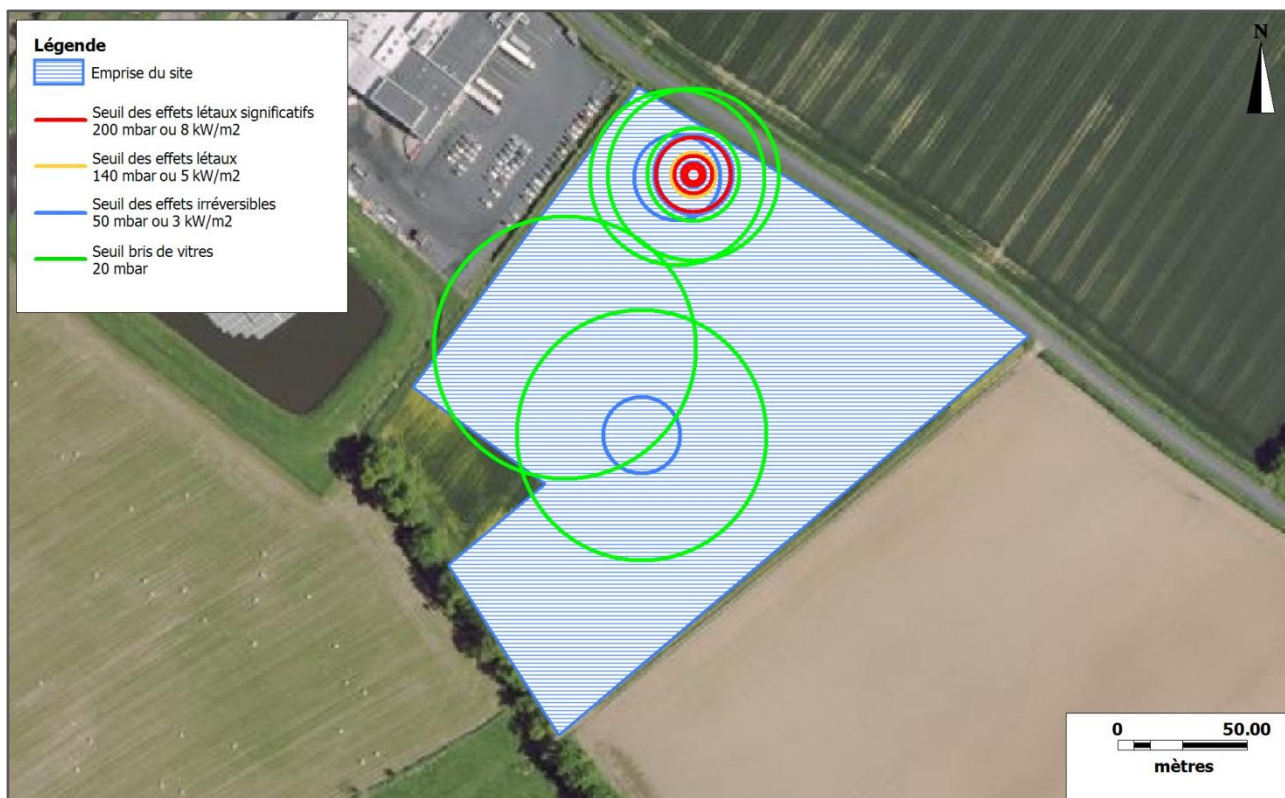 Légende
Emprise du site
Seuil des effets létaux significatifs
200 mbar ou 8 kW/m2
Seuil des effets létaux
140 mbar ou 5 kW/m2
Seuil des effets irréversibles
50 mbar ou 3 kW/m2
Seuil bris de vitres
20 mbar
N
0 50.00
mètres